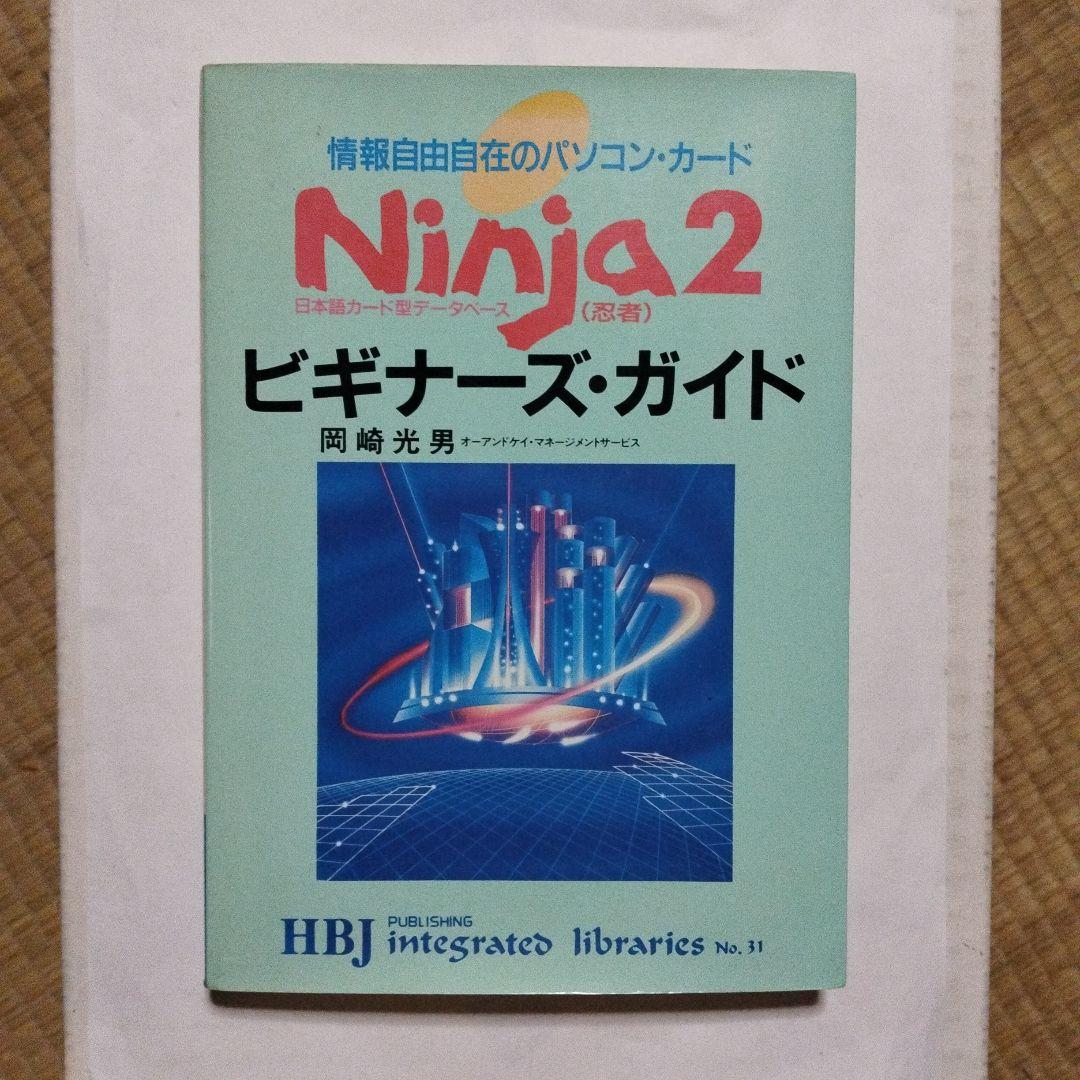 情報自由自在のパソコン・カード
Ninja2
日本語カード型データベース (忍者)
ビギナーズ・ガイド
岡崎光男 オーアンドケイ・マネージメントサービス
HBJ PUBLISHING
integrated libraries No. 31